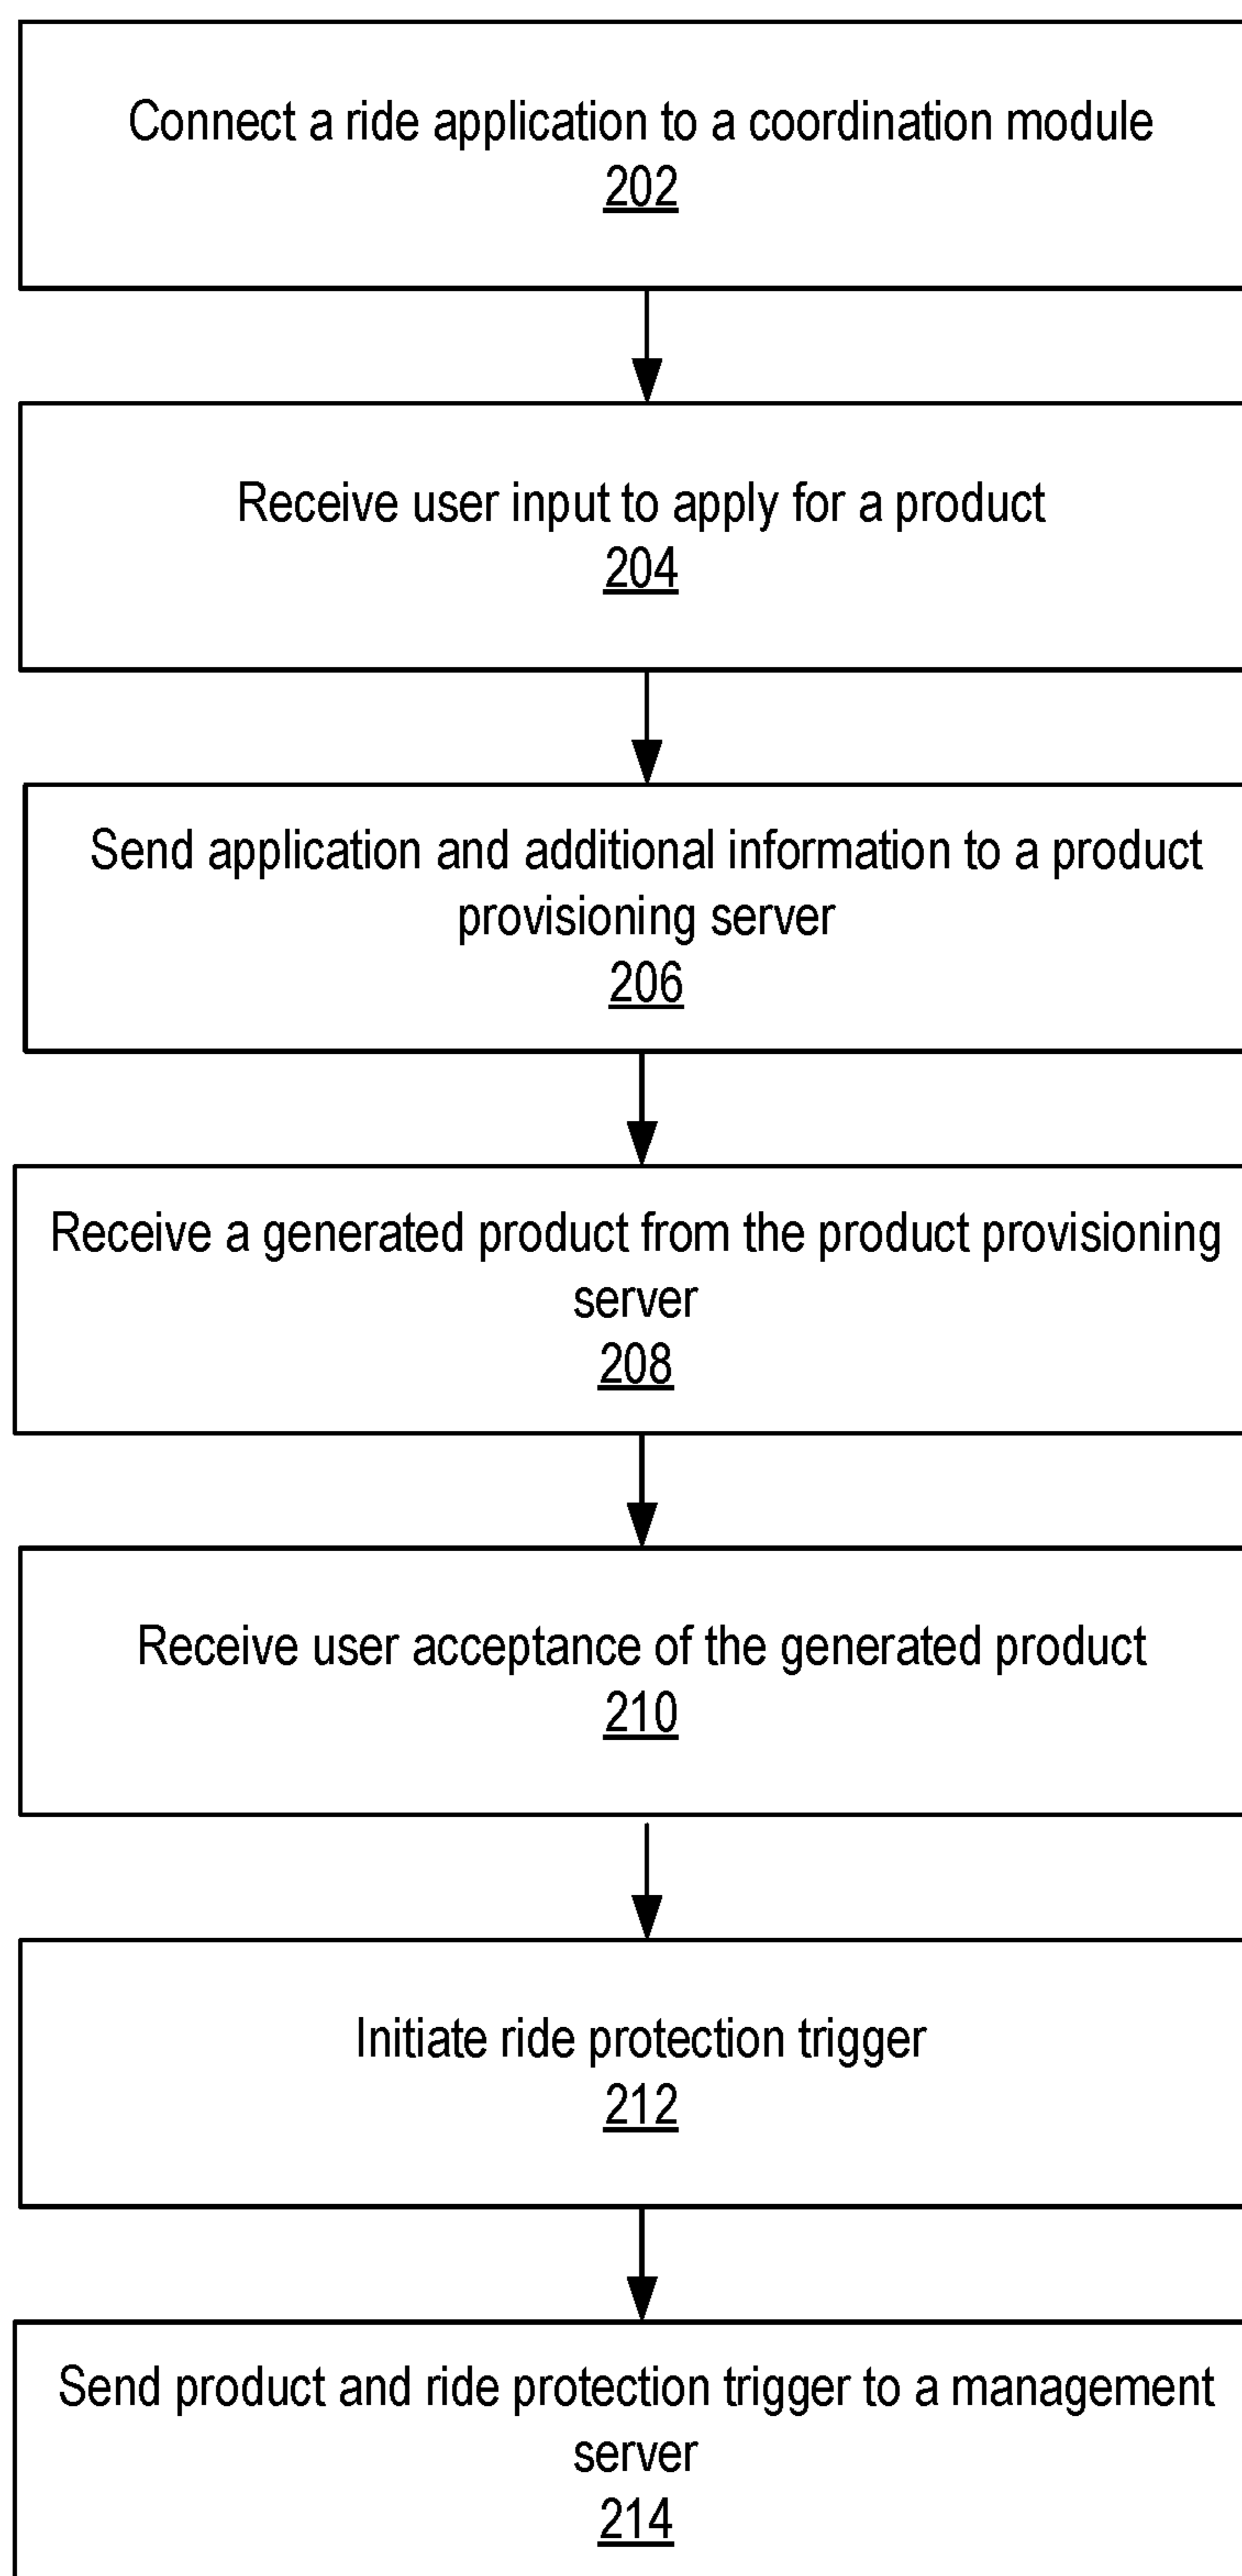 Connect a ride application to a coordination module
202
Receive user input to apply for a product
204
Send application and additional information to a product
provisioning server
206
Receive a generated product from the product provisioning
server
208
Receive user acceptance of the generated product
210
Initiate ride protection trigger
212
Send product and ride protection trigger to a management
server
214